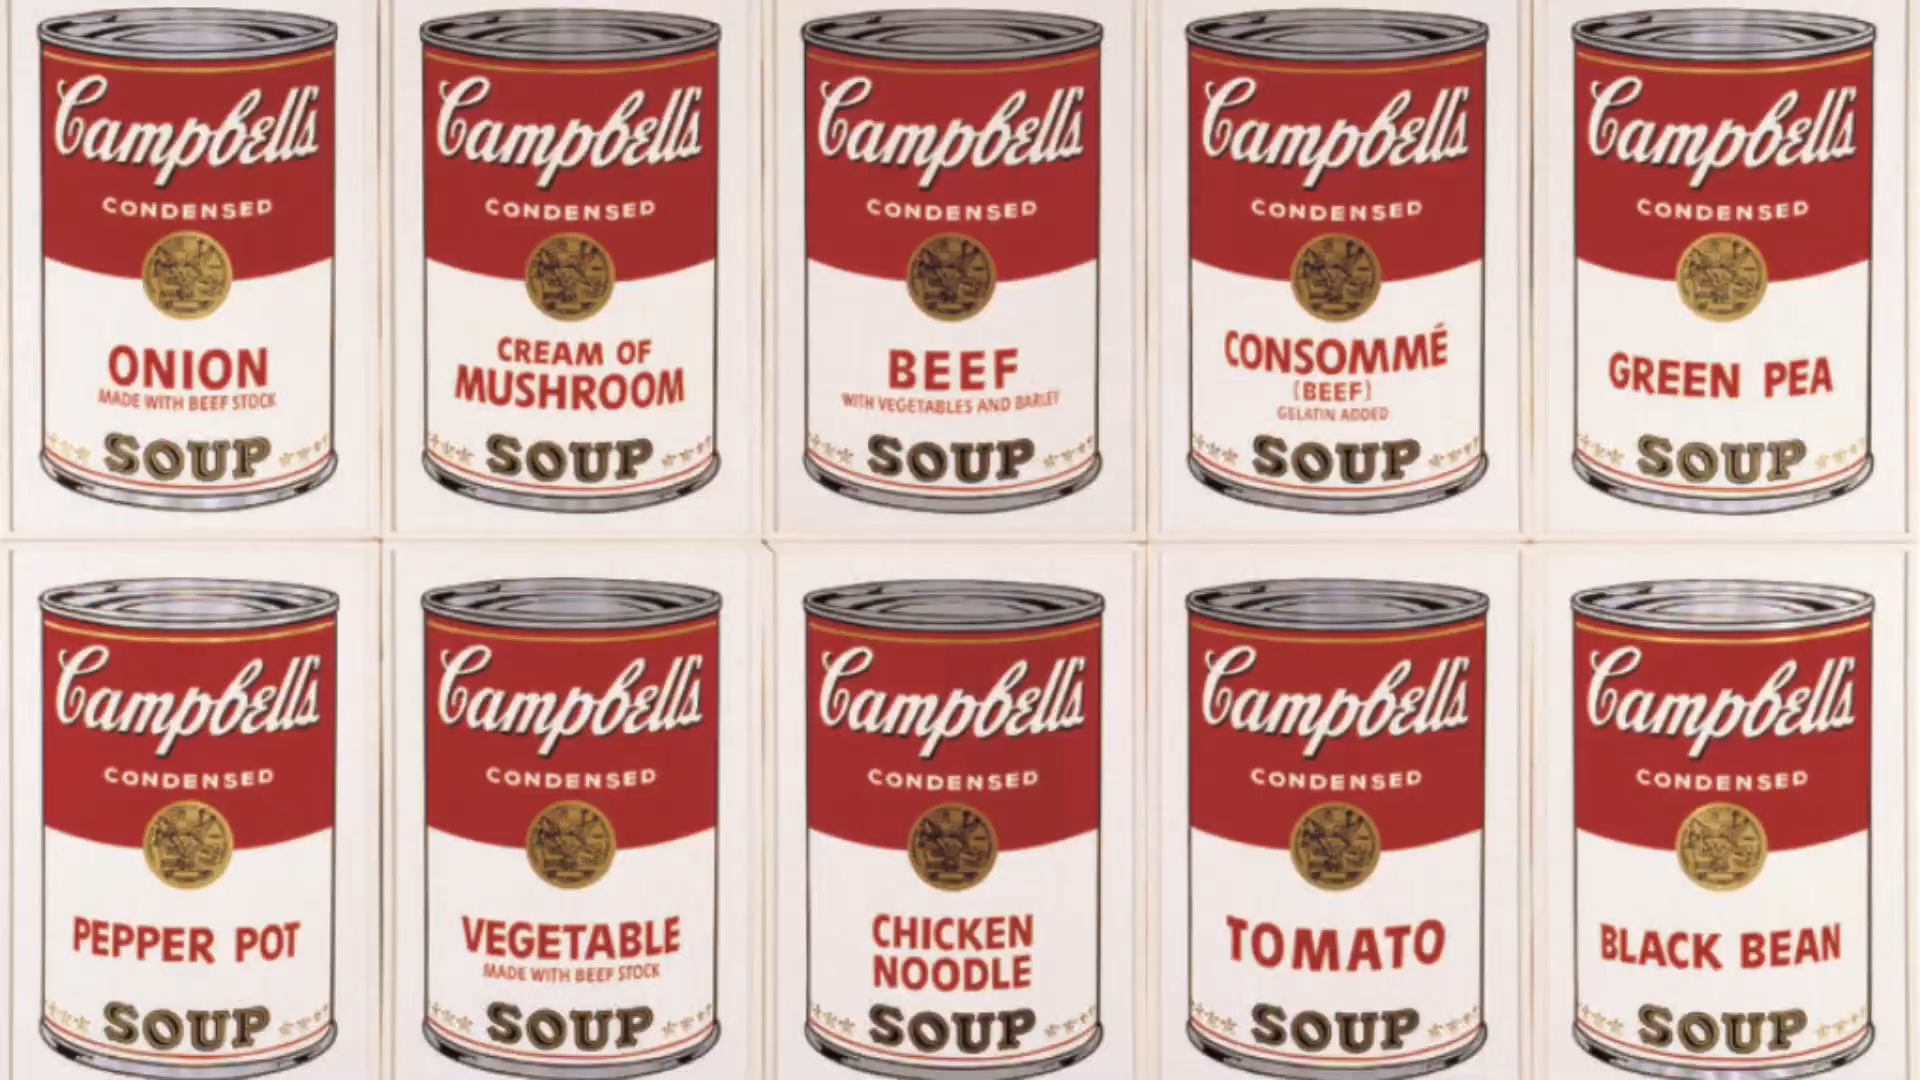 Campbell's
CONDENSED
ONION
MADE WITH BEEF STOCK
SOUP
Campbell's
CONDENSED
CREAM OF
MUSHROOM
SOUP
Campbell's
CONDENSED
BEEF
WITH VEGETABLES AND BARLEY
SOUP
Campbell's
CONDENSED
CONSOMMÉ
(BEEF)
GELATIN ADDED
SOUP
Campbell's
CONDENSED
GREEN PEA
SOUP
Campbell's
CONDENSED
PEPPER POT
SOUP
Campbell's
CONDENSED
VEGETABLE
MADE WITH BEEF STOCK
SOUP
Campbell's
CONDENSED
CHICKEN
NOODLE
SOUP
Campbell's
CONDENSED
TOMATO
SOUP
Campbell's
CONDENSED
BLACK BEAN
SOUP